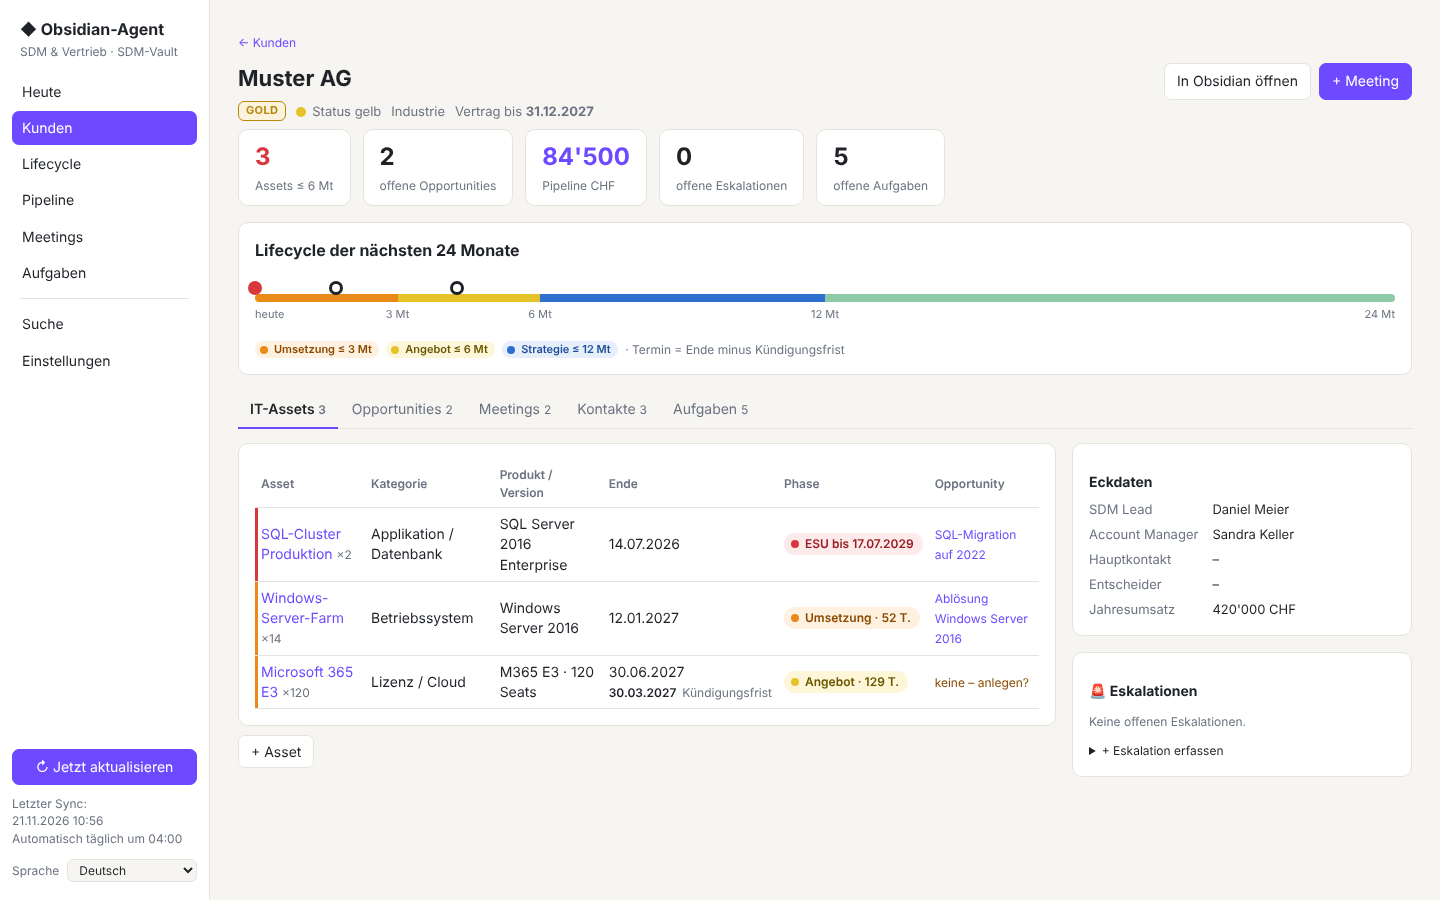 ◆ Obsidian-Agent
SDM & Vertrieb · SDM-Vault
Heute
Kunden
Lifecycle
Pipeline
Meetings
Aufgaben
Suche
Einstellungen
↻ Jetzt aktualisieren
Letzter Sync:
21.11.2026 10:56
Automatisch täglich um 04:00
Sprache Deutsch
← Kunden
Muster AG
In Obsidian öffnen
+ Meeting
GOLD Status gelb Industrie Vertrag bis 31.12.2027
3
Assets ≤ 6 Mt
2
offene Opportunities
84'500
Pipeline CHF
0
offene Eskalationen
5
offene Aufgaben
Lifecycle der nächsten 24 Monate
heute 3 Mt 6 Mt 12 Mt 24 Mt
Umsetzung ≤ 3 Mt Angebot ≤ 6 Mt Strategie ≤ 12 Mt · Termin = Ende minus Kündigungsfrist
IT-Assets 3 Opportunities 2 Meetings 2 Kontakte 3 Aufgaben 5
Asset Kategorie Produkt / Version Ende Phase Opportunity
SQL-Cluster Produktion ×2 Applikation / Datenbank SQL Server 2016 Enterprise 14.07.2026 ESU bis 17.07.2029 SQL-Migration auf 2022
Windows-Server-Farm ×14 Betriebssystem Windows Server 2016 12.01.2027 Umsetzung · 52 T. Ablösung Windows Server 2016
Microsoft 365 E3 ×120 Lizenz / Cloud M365 E3 · 120 Seats 30.06.2027 30.03.2027 Kündigungsfrist Angebot · 129 T. keine – anlegen?
+ Asset
Eckdaten
SDM Lead Daniel Meier
Account Manager Sandra Keller
Hauptkontakt –
Entscheider –
Jahresumsatz 420'000 CHF
🚨 Eskalationen
Keine offenen Eskalationen.
▶ + Eskalation erfassen